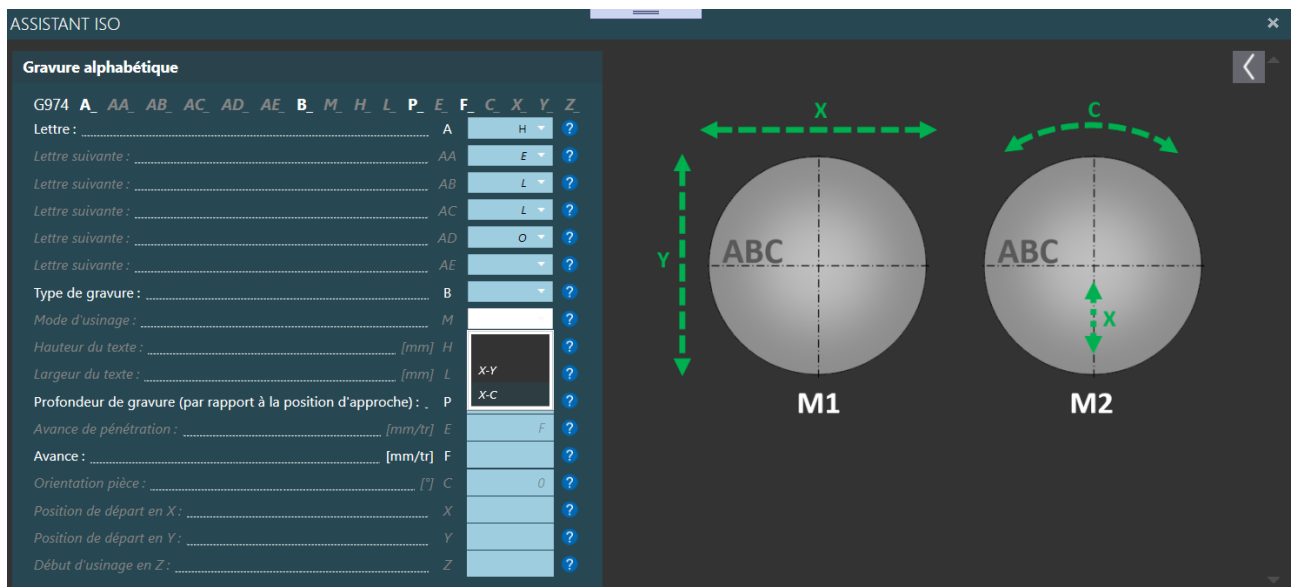 ASSISTANT ISO ×
Gravure alphabétique
G974 A_ AA_ AB_ AC_ AD_ AE_ B_ M_ H_ L_ P_ E_ F_ C_ X_ Y_ Z_
Lettre : A H ?
Lettre suivante : AA E ?
Lettre suivante : AB L ?
Lettre suivante : AC L ?
Lettre suivante : AD O ?
Lettre suivante : AE ?
Type de gravure : B ?
Mode d'usinage : M ?
Hauteur du texte : [mm] H ?
X-Y
Largeur du texte : [mm] L ?
X-C
Profondeur de gravure (par rapport à la position d'approche) : P ?
Avance de pénétration : [mm/tr] E F ?
Avance : [mm/tr] F ?
Orientation pièce : [°] C 0 ?
Position de départ en X : X ?
Position de départ en Y : Y ?
Début d'usinage en Z : Z ?
X
Y
ABC
M1
C
ABC
X
M2